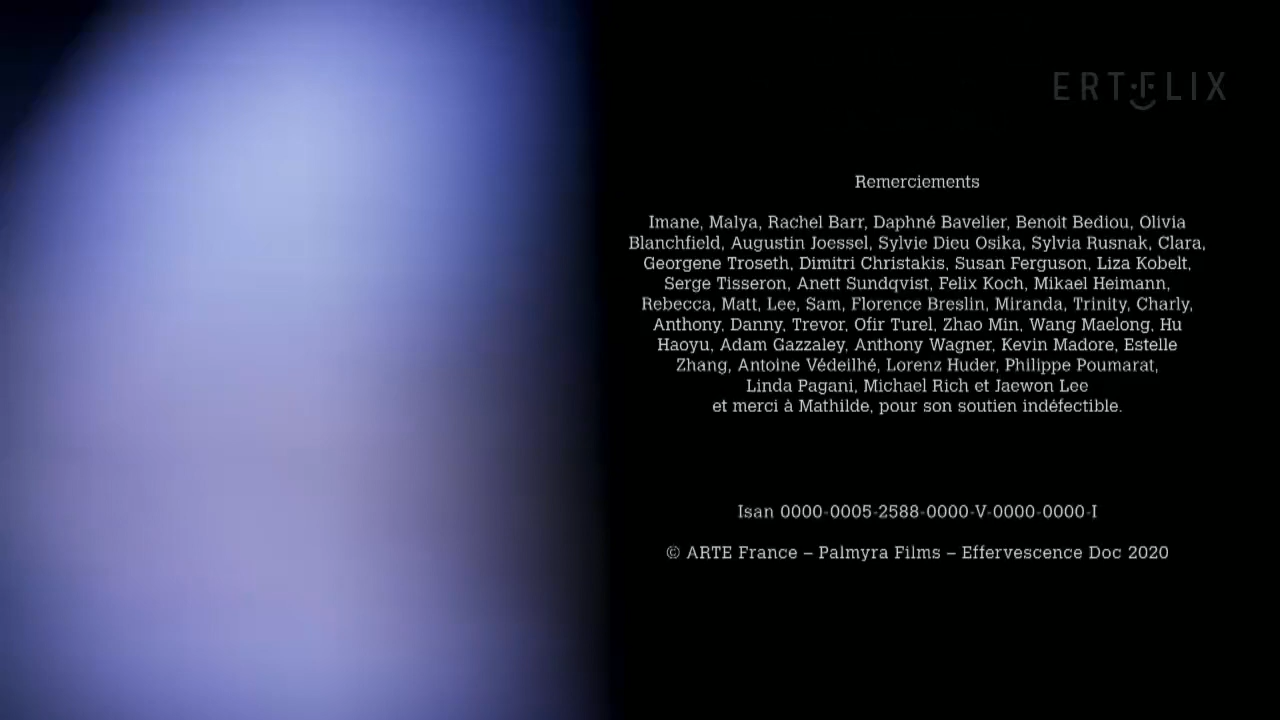 ERTFLIX
Remerciements
Imane, Malya, Rachel Barr, Daphné Bavelier, Benoit Bediou, Olivia
Blanchfield, Augustin Joessel, Sylvie Dieu Osika, Sylvia Rusnak, Clara,
Georgene Troseth, Dimitri Christakis, Susan Ferguson, Liza Kobelt,
Serge Tisseron, Anett Sundqvist, Felix Koch, Mikael Heimann,
Rebecca, Matt, Lee, Sam, Florence Breslin, Miranda, Trinity, Charly,
Anthony, Danny, Trevor, Ofir Turel, Zhao Min, Wang Maelong, Hu
Haoyu, Adam Gazzaley, Anthony Wagner, Kevin Madore, Estelle
Zhang, Antoine Védeilhé, Lorenz Huder, Philippe Poumarat,
Linda Pagani, Michael Rich et Jaewon Lee
et merci à Mathilde, pour son soutien indéfectible.
Isan 0000-0005-2588-0000-V-0000-0000-I
© ARTE France – Palmyra Films – Effervescence Doc 2020